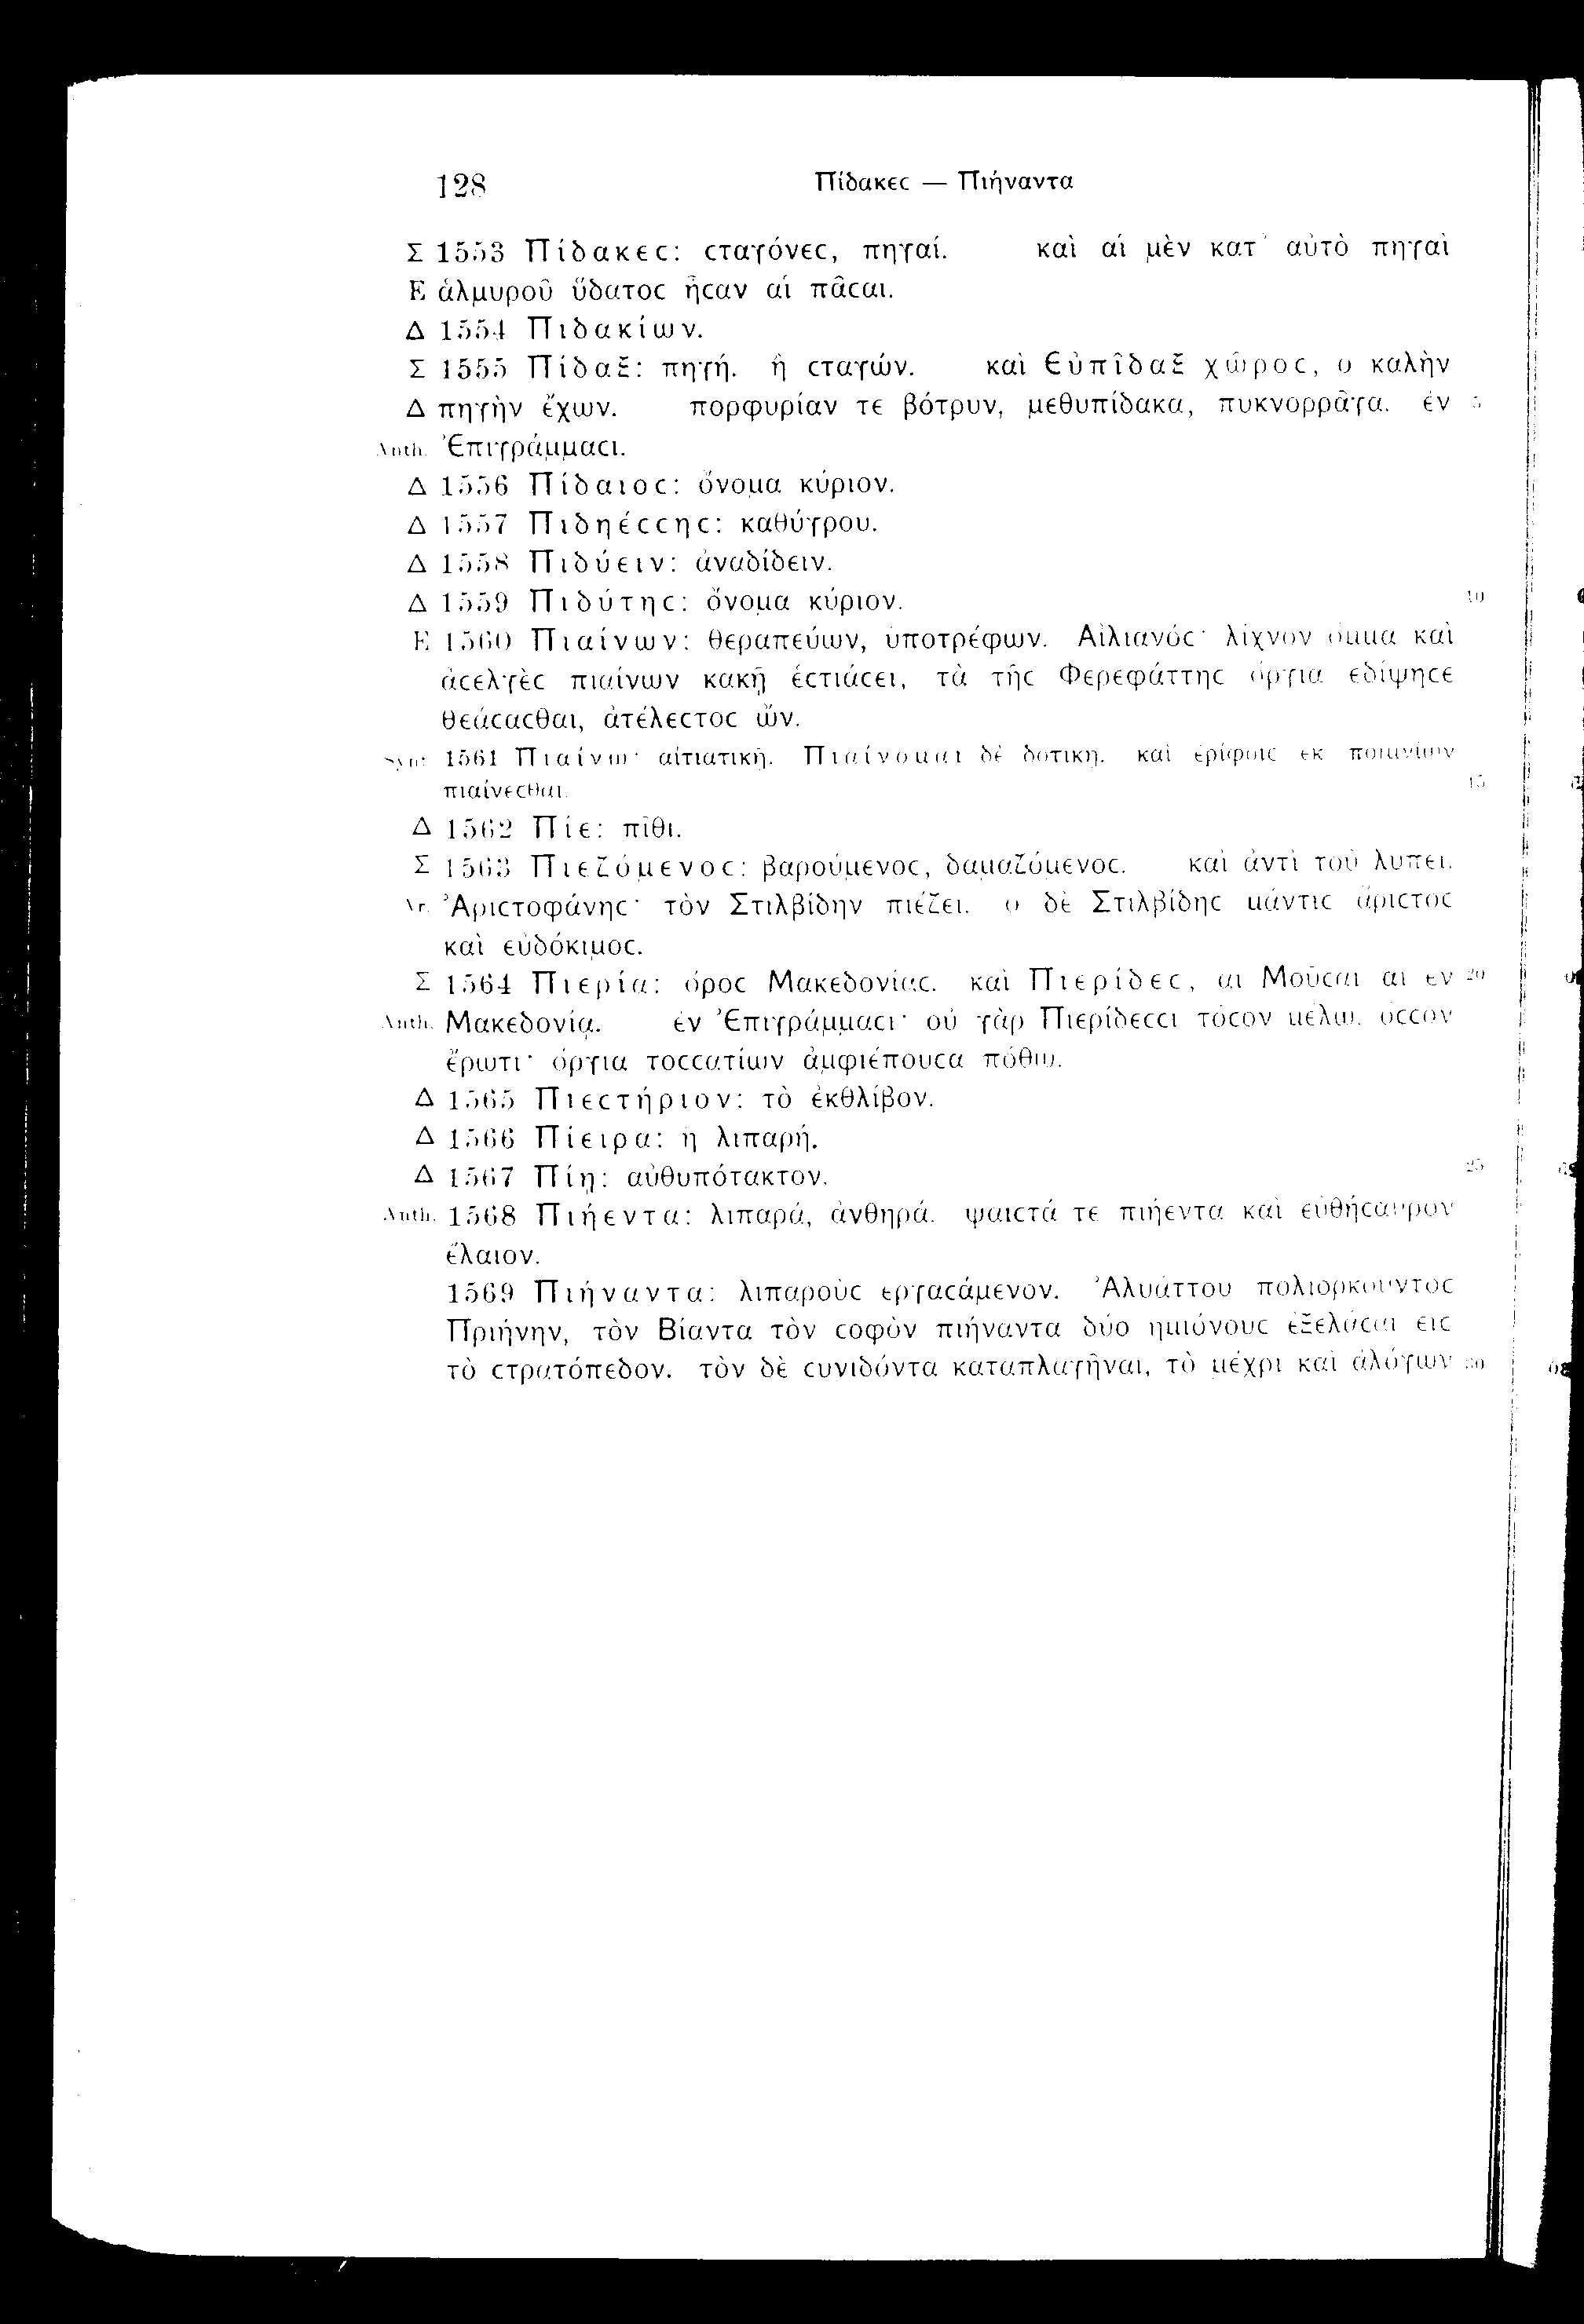 128 Πίδακεϲ — Πιήναντα
Σ 1553 Πίδακεϲ: ϲταγόνεϲ, πηγαί. καὶ αἱ μὲν κατ᾽ αὐτὸ πηγαὶ
E ἁλμυροῦ ὕδατοϲ ἦϲαν αἱ πᾶϲαι.
Δ 1554 Πιδακίων.
Σ 1555 Πίδαξ: πηγή. ἢ ϲταγών. καὶ Εὐπῖδαξ χῶροϲ, ὁ καλὴν
Δ πηγὴν ἔχων. πορφυρίαν τε βότρυν, μεθυπίδακα, πυκνορρᾶγα. ἐν 5
Anth. Ἐπιγράμμαϲι.
Δ 1556 Πίδαιοϲ: ὄνομα κύριον.
Δ 1557 Πιδηέϲϲηϲ: καθύγρου.
Δ 1558 Πιδύειν: ἀναδίδειν.
Δ 1559 Πιδύτηϲ: ὄνομα κύριον. 10
E 1560 Πιαίνων: θεραπεύων, ὑποτρέφων. Αἰλιανόϲ· λίχνον ὄμμα καὶ
ἀϲελγὲϲ πιαίνων κακῇ ἑϲτιάϲει, τὰ τῆϲ Φερεφάττηϲ ὄργια ἐδίψηϲε
θεάϲαϲθαι, ἀτέλεϲτοϲ ὤν.
Synt. 1561 Πιαίνω· αἰτιατικῇ. Πιαίνομαι δὲ δοτικῇ. καὶ ἐρίφοιϲ ἐκ ποιμνίων
πιαίνεϲθαι. 15
Δ 1562 Πίε: πῖθι.
Σ 1563 Πιεζόμενοϲ: βαρούμενοϲ, δαμαζόμενοϲ. καὶ ἀντὶ τοῦ λυπεῖ.
Ar. Ἀριϲτοφάνηϲ· τὸν Στιλβίδην πιέζει. ὁ δὲ Στιλβίδηϲ μάντιϲ ἄριϲτοϲ
καὶ εὐδόκιμοϲ.
Σ 1564 Πιερία: ὄροϲ Μακεδονίαϲ. καὶ Πιερίδεϲ, αἱ Μοῦϲαι αἱ ἐν 20
Anth. Μακεδονίᾳ. ἐν Ἐπιγράμμαϲι· οὐ γὰρ Πιερίδεϲϲι τόϲον μέλω, ὅϲϲον
ἔρωτι· ὄργια τοϲϲατίων ἀμφιέπουϲα πόθῳ.
Δ 1565 Πιεϲτήριον: τὸ ἐκθλίβον.
Δ 1566 Πίειρα: ἡ λιπαρή.
Δ 1567 Πίῃ: αὐθυπότακτον. 25
Anth. 1568 Πιήεντα: λιπαρά, ἀνθηρά. ψαιϲτά τε πιήεντα καὶ εὐθήϲαυρον
ἔλαιον.
1569 Πιήναντα: λιπαροὺϲ ἐργαϲάμενον. Ἀλυάττου πολιορκοῦντοϲ
Πριήνην, τὸν Βίαντα τὸν ϲοφὸν πιήναντα δύο ἡμιόνουϲ ἐξελάϲαι εἰϲ
τὸ ϲτρατόπεδον. τὸν δὲ ϲυνιδόντα καταπλαγῆναι, τὸ μέχρι καὶ ἀλόγων 30